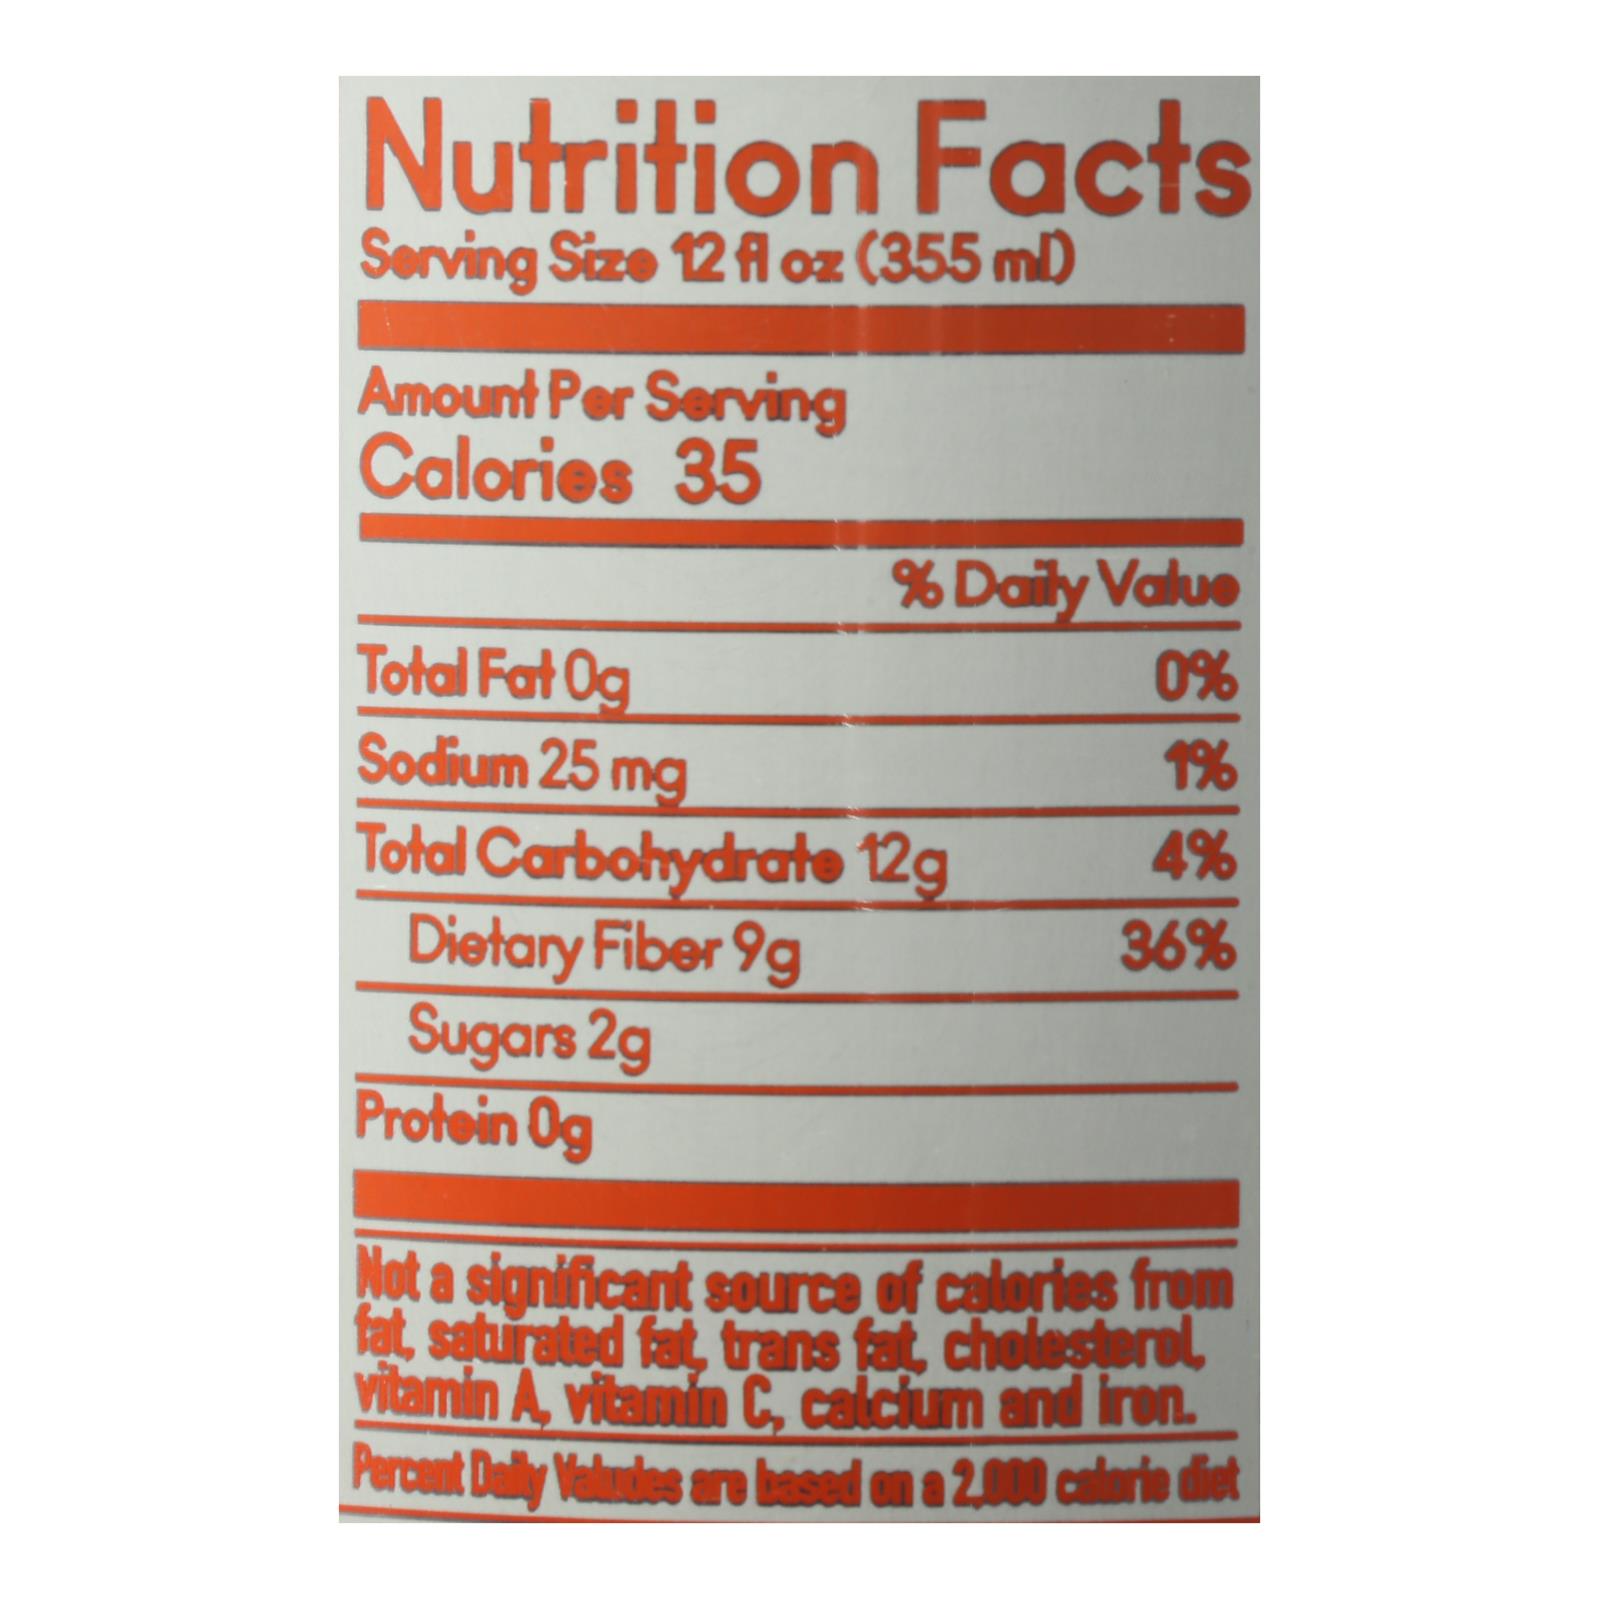 Nutrition Facts
Serving Size 12 fl oz (355 ml)
Amount Per Serving
Calories 35
% Daily Value
Total Fat 0g 0%
Sodium 25 mg 1%
Total Carbohydrate 12g 4%
Dietary Fiber 9g 36%
Sugars 2g
Protein 0g
Not a significant source of calories from
fat, saturated fat, trans fat, cholesterol,
vitamin A, vitamin C, calcium and iron.
Percent Daily Valudes are based on a 2,000 calorie diet